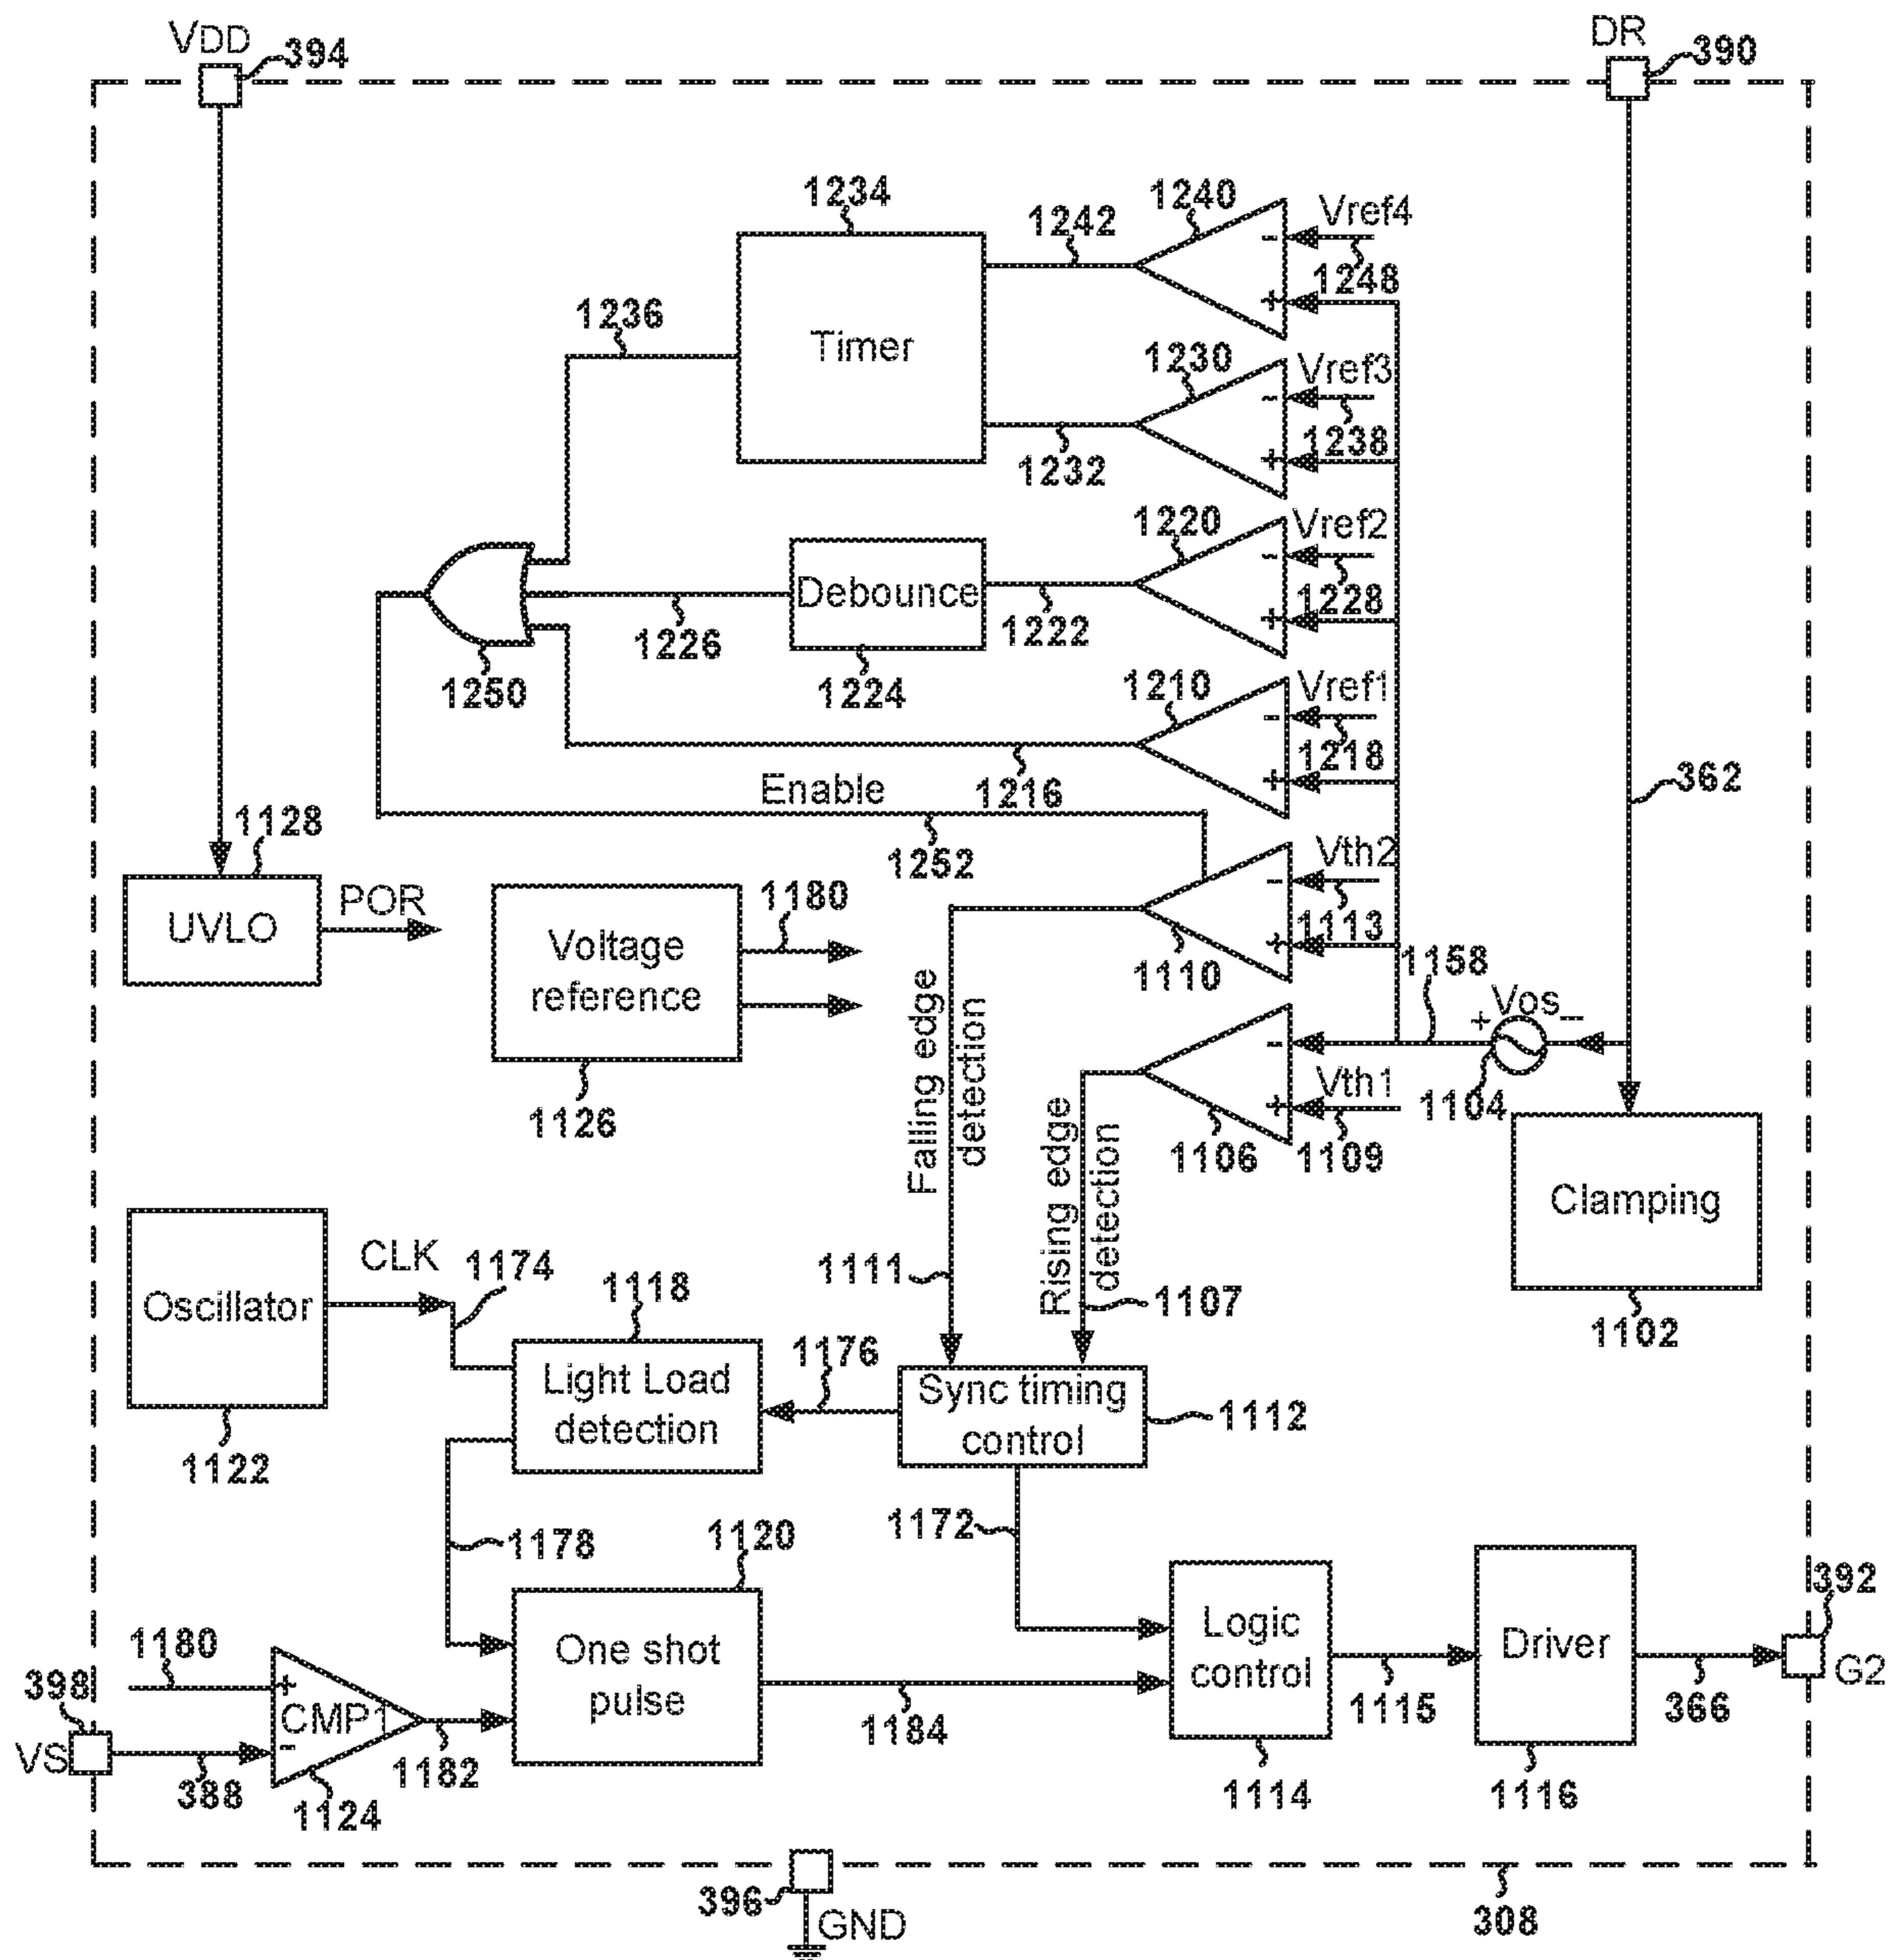 VDD
394
DR
390
1234
1240
Vref4
1242
1248
1236
Timer
1230
Vref3
1238
1232
1220
Vref2
Debounce
1228
1226
1222
1250
1224
1210
Vref1
1218
362
Enable
1216
1128
1252
Vth2
POR
1180
UVLO
Voltage
reference
1113
1110
1158
Vos
Falling edge
detection
1126
Vth1
1104
Rising edge
detection
1106
1109
Clamping
CLK
1174
1111
1107
Oscillator
1118
1102
1176
Light Load
detection
Sync timing
control
1112
1122
1172
1178
1120
392
1180
One shot
pulse
Logic
control
Driver
G2
398
CMP1
VS
1184
1115
366
388
1182
1124
1114
1116
396
GND
308